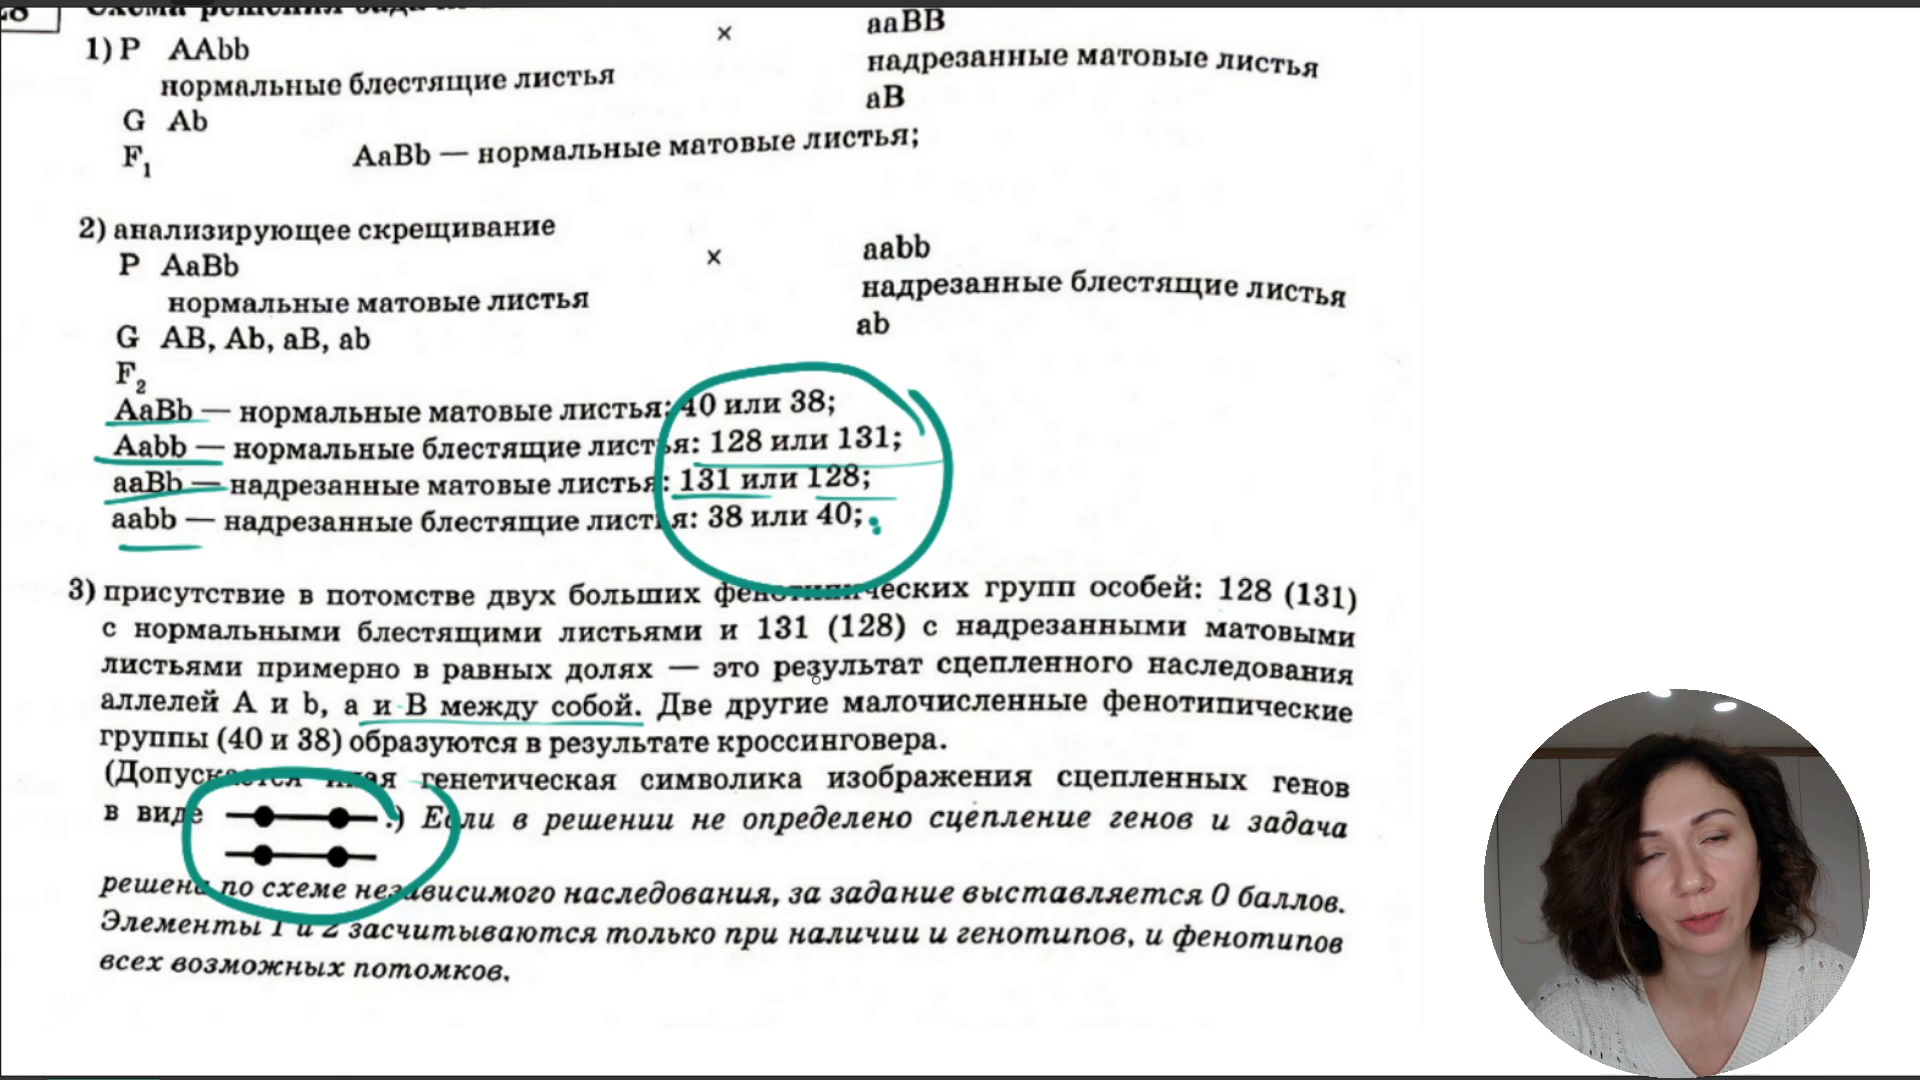 28
Схема решения
aaBB
1) P AAbb ×
надрезанные матовые листья
нормальные блестящие листья
aB
G Ab
F1 AaBb — нормальные матовые листья;
2) анализирующее скрещивание
P AaBb × aabb
нормальные матовые листья надрезанные блестящие листья
G AB, Ab, aB, ab ab
F2
AaBb — нормальные матовые листья: 40 или 38;
Aabb — нормальные блестящие листья: 128 или 131;
aaBb — надрезанные матовые листья: 131 или 128;
aabb — надрезанные блестящие листья: 38 или 40;
3) присутствие в потомстве двух больших фенотипических групп особей: 128 (131)
с нормальными блестящими листьями и 131 (128) с надрезанными матовыми
листьями примерно в равных долях — это результат сцепленного наследования
аллелей A и b, a и B между собой. Две другие малочисленные фенотипические
группы (40 и 38) образуются в результате кроссинговера.
(Допускается иная генетическая символика изображения сцепленных генов
в виде .) Если в решении не определено сцепление генов и задача
решена по схеме независимого наследования, за задание выставляется 0 баллов.
Элементы 1 и 2 засчитываются только при наличии и генотипов, и фенотипов
всех возможных потомков.